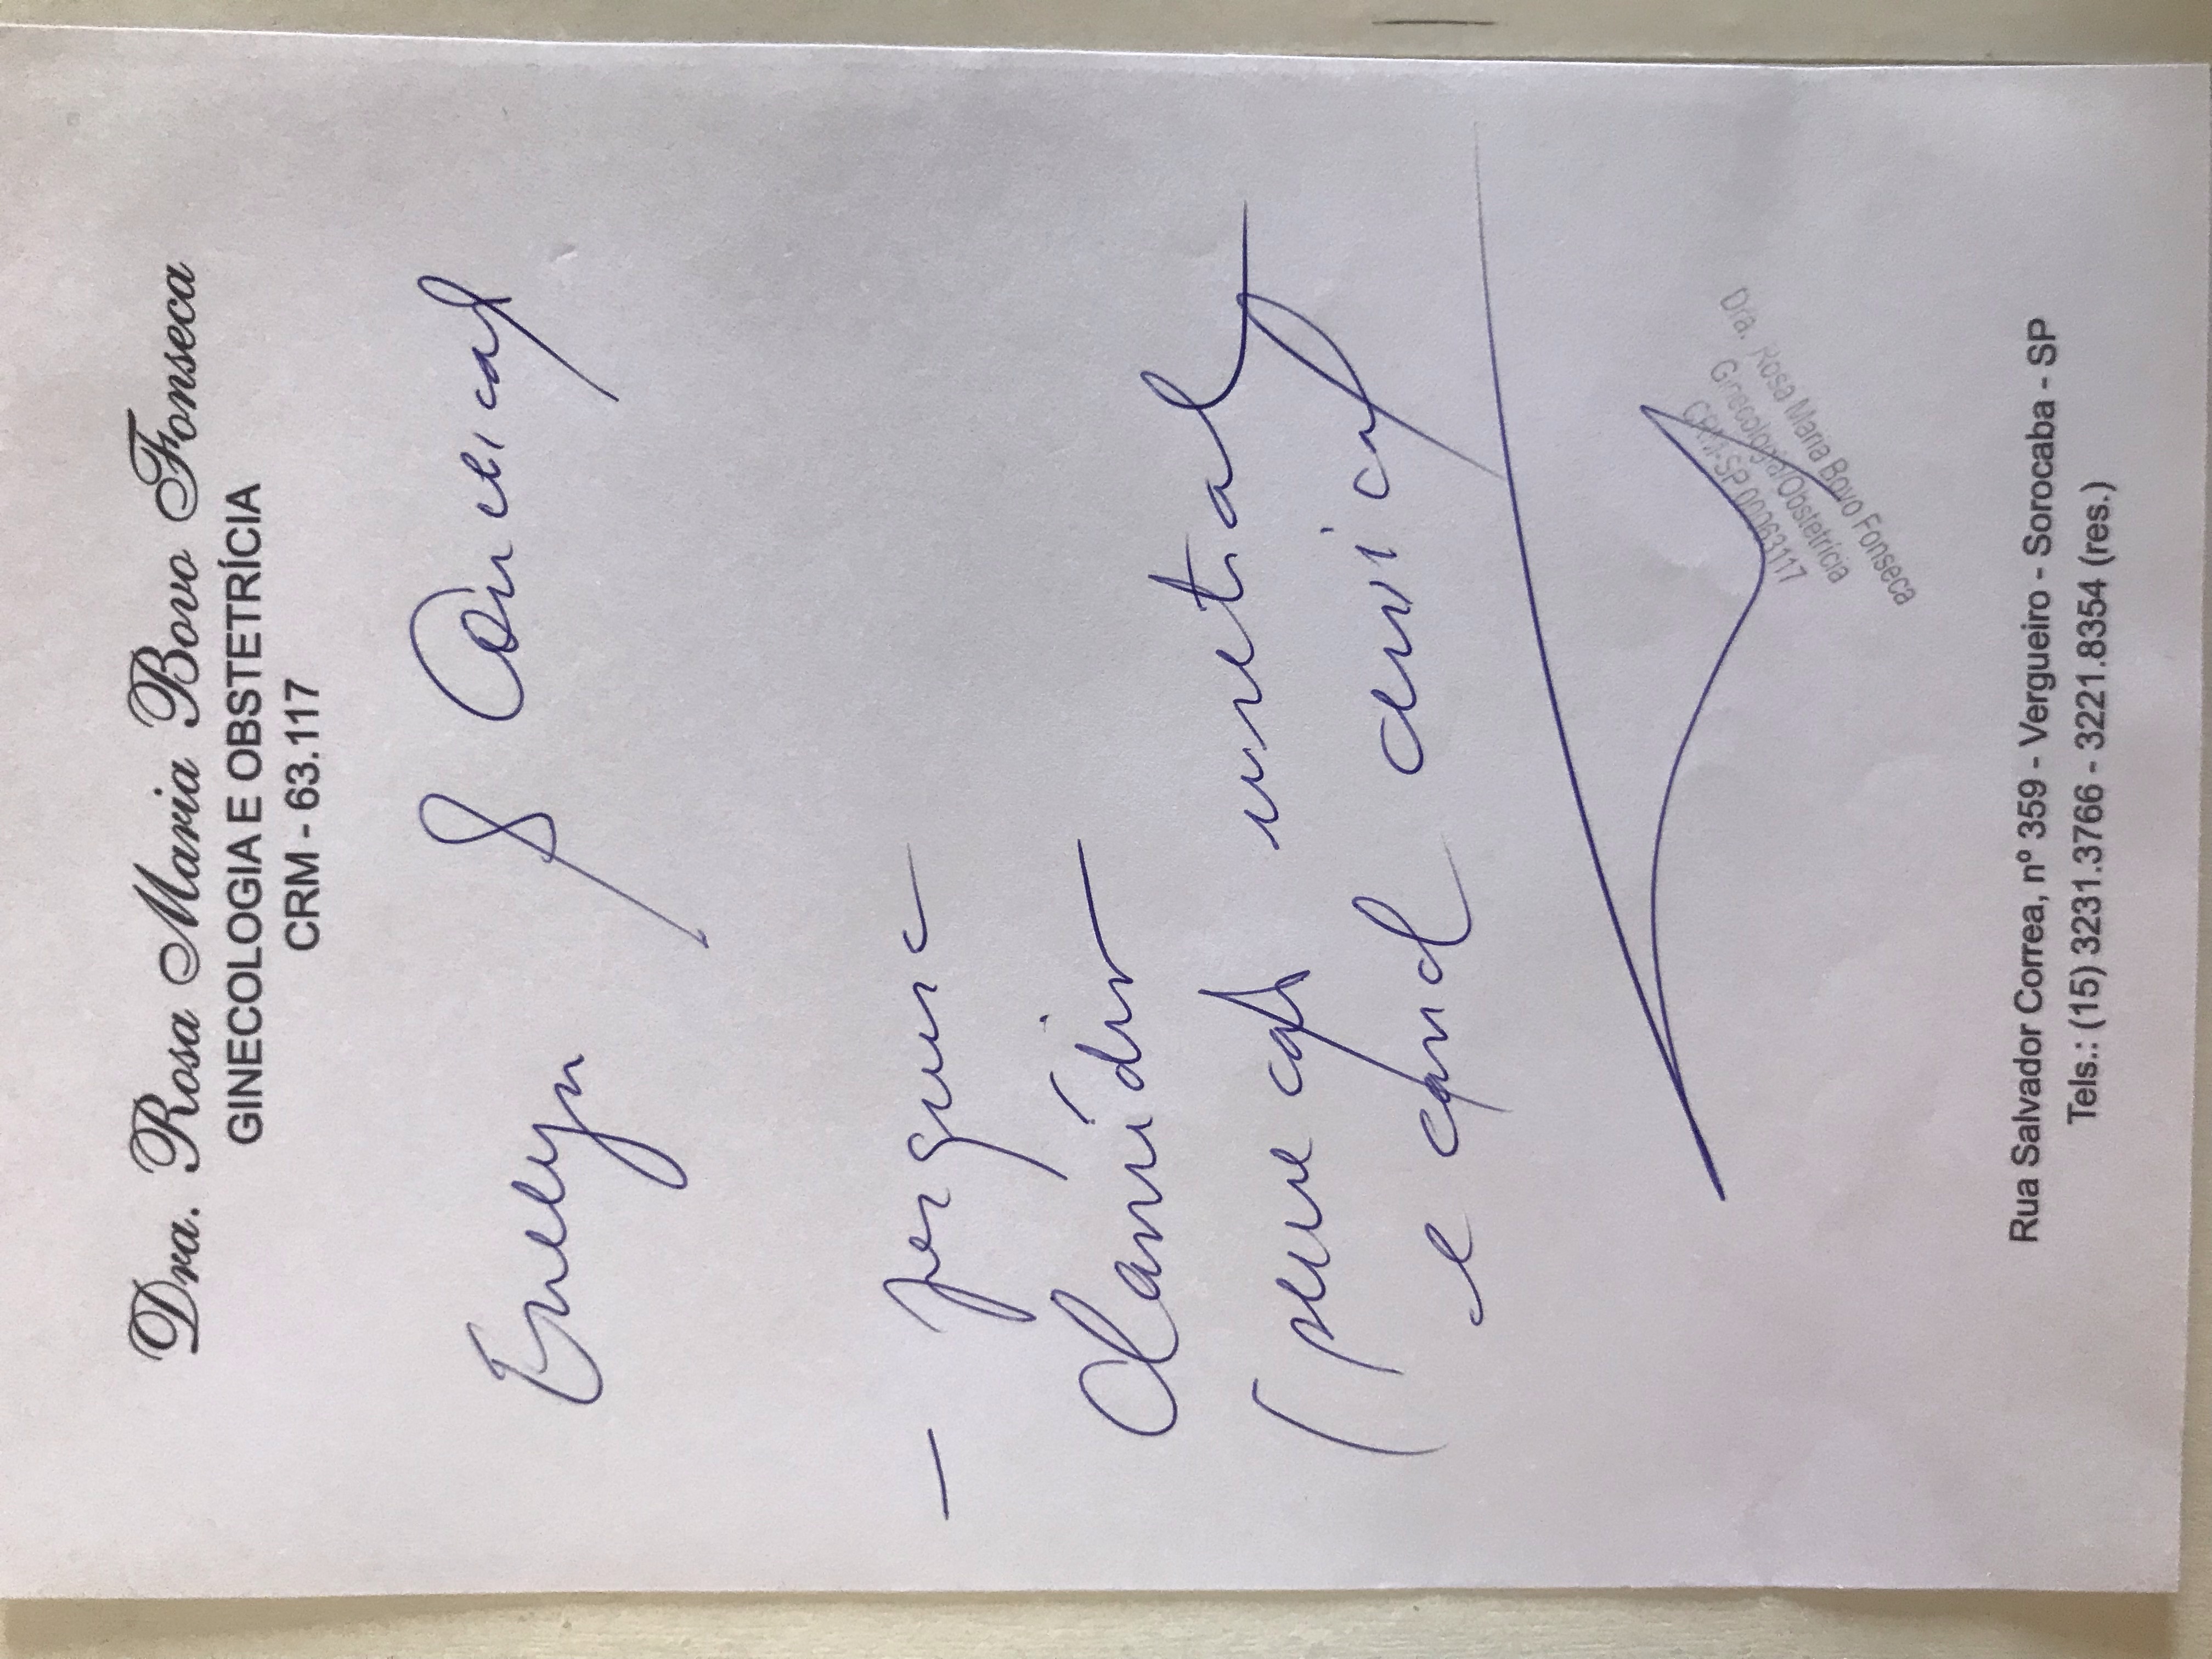 Dra. Rosa Maria Bovo Fonseca
GINECOLOGIA E OBSTETRÍCIA
CRM - 63.117
Evelyn S Conceição
- pesquisa
Clamídia
(secreção uretral
e canal cervical
Dra. Rosa Maria Bovo Fonseca
Ginecologia/Obstetrícia
CRM-SP 00063117
Rua Salvador Correa, nº 359 - Vergueiro - Sorocaba - SP
Tels.: (15) 3231.3766 - 3221.8354 (res.)